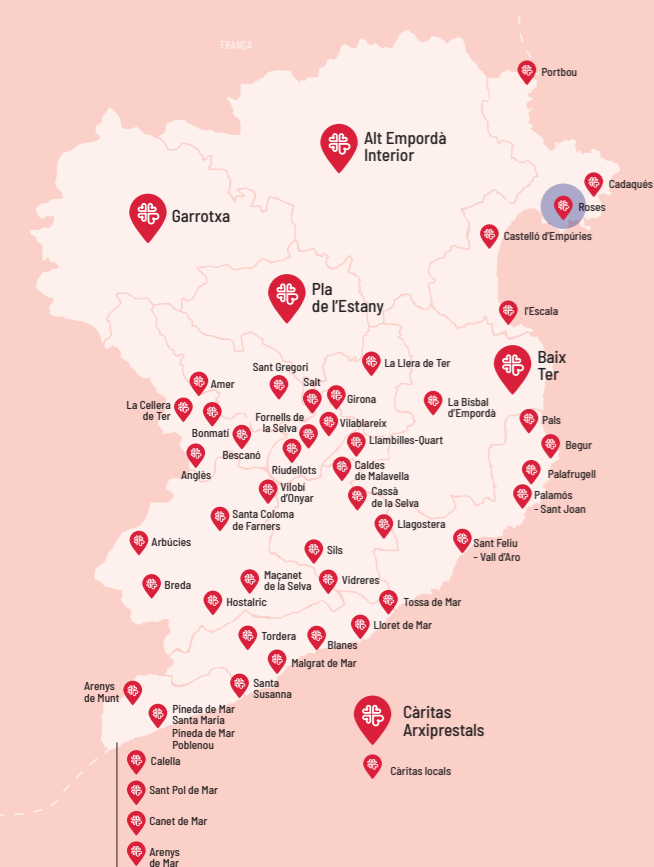 FRANÇA
Portbou
Alt Empordà
Interior
Cadaqués
Roses
Garrotxa
Castelló d'Empúries
Pla
de l'Estany
l'Escala
Baix
Ter
Sant Gregori
La Llera de Ter
Amer
Salt
Girona
La Bisbal
d'Empordà
La Cellera
de Ter
Fornells de
la Selva
Vilablareix
Pals
Bonmatí
Llambilles-Quart
Begur
Bescanó
Anglès
Riudellots
Caldes
de Malavella
Palafrugell
Vilobí
d'Onyar
Cassà
de la Selva
Palamós
- Sant Joan
Santa Coloma
de Farners
Llagostera
Arbúcies
Sils
Sant Feliu
- Vall d'Aro
Breda
Maçanet
de la Selva
Vidreres
Hostalric
Tossa de Mar
Lloret de Mar
Tordera
Blanes
Malgrat de Mar
Arenys
de Munt
Santa
Susanna
Pineda de Mar
Santa Maria
Pineda de Mar
Poblenou
Càritas
Arxiprestals
Calella
Càritas locals
Sant Pol de Mar
Canet de Mar
Arenys
de Mar